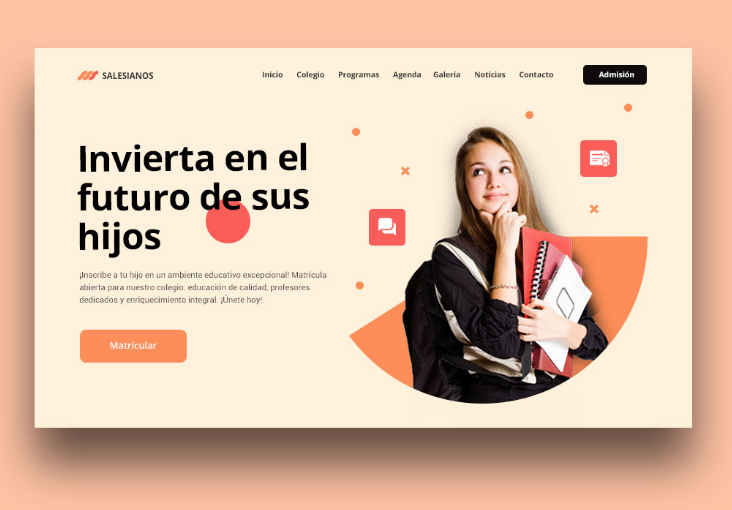 SALESIANOS
Inicio Colegio Programas Agenda Galería Noticias Contacto Admisión
Invierta en el
futuro de sus
hijos
¡Inscribe a tu hijo en un ambiente educativo excepcional! Matrícula
abierta para nuestro colegio: educación de calidad, profesores
dedicados y enriquecimiento integral. ¡Únete hoy!
Matricular